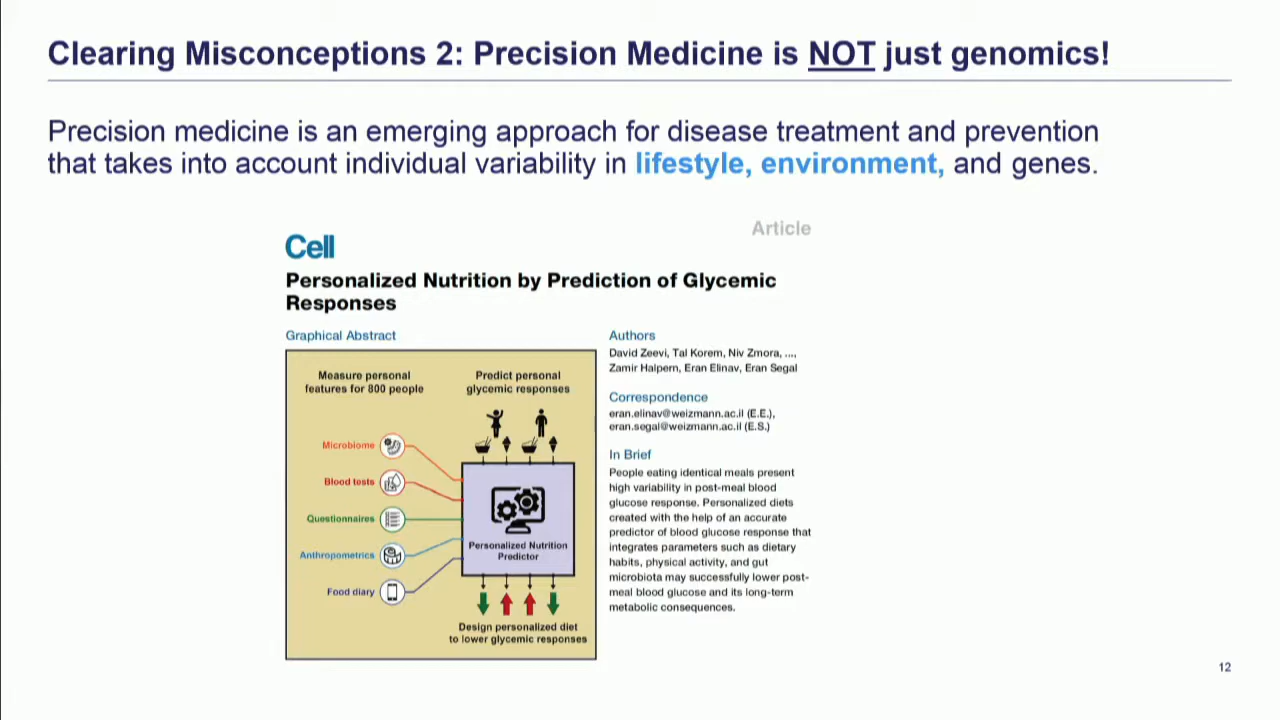 Clearing Misconceptions 2: Precision Medicine is NOT just genomics!
Precision medicine is an emerging approach for disease treatment and prevention
that takes into account individual variability in lifestyle, environment, and genes.
Article
Cell
Personalized Nutrition by Prediction of Glycemic
Responses
Graphical Abstract
Measure personal
features for 800 people
Predict personal
glycemic responses
Microbiome
Blood tests
Questionnaires
Anthropometrics
Food diary
Personalized Nutrition
Predictor
Design personalized diet
to lower glycemic responses
Authors
David Zeevi, Tal Korem, Niv Zmora, ...,
Zamir Halpern, Eran Elinav, Eran Segal
Correspondence
eran.elinav@weizmann.ac.il (E.E.),
eran.segal@weizmann.ac.il (E.S.)
In Brief
People eating identical meals present
high variability in post-meal blood
glucose response. Personalized diets
created with the help of an accurate
predictor of blood glucose response that
integrates parameters such as dietary
habits, physical activity, and gut
microbiota may successfully lower post-
meal blood glucose and its long-term
metabolic consequences.
12